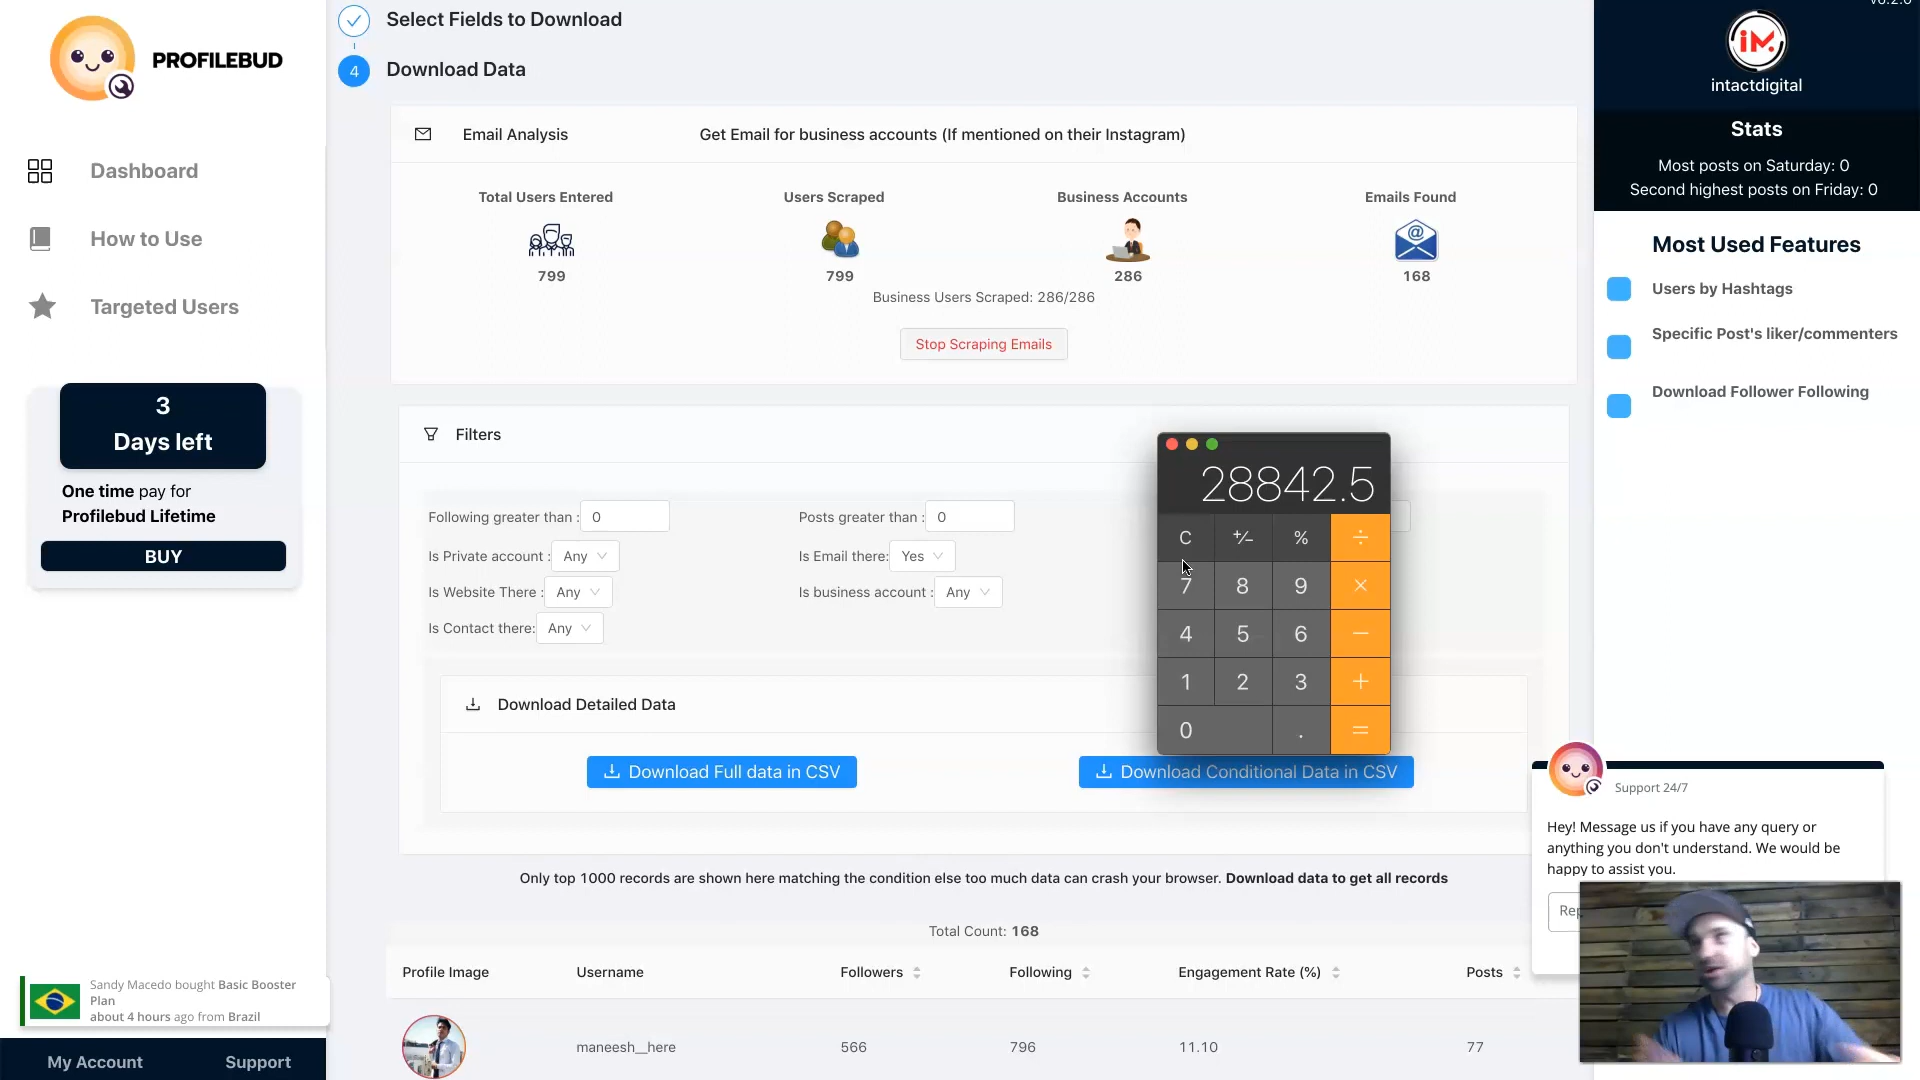 PROFILEBUD
Dashboard
How to Use
Targeted Users
3
Days left
One time pay for
Profilebud Lifetime
BUY
Sandy Macedo bought Basic Booster
Plan
about 4 hours ago from Brazil
My Account
Support
Select Fields to Download
4
Download Data
Email Analysis
Get Email for business accounts (If mentioned on their Instagram)
Total Users Entered
Users Scraped
Business Accounts
Emails Found
799
799
286
168
Business Users Scraped: 286/286
Stop Scraping Emails
Filters
Following greater than : 0
Posts greater than : 0
Is Private account : Any
Is Email there: Yes
Is Website There : Any
Is business account : Any
Is Contact there: Any
28842.5
C +/− % ÷
7 8 9 ×
4 5 6 −
1 2 3 +
0 . =
Download Detailed Data
Download Full data in CSV
Download Conditional Data in CSV
Only top 1000 records are shown here matching the condition else too much data can crash your browser. Download data to get all records
Total Count: 168
Profile Image
Username
Followers
Following
Engagement Rate (%)
Posts
maneesh__here
566
796
11.10
77
iM.
intactdigital
Stats
Most posts on Saturday: 0
Second highest posts on Friday: 0
Most Used Features
Users by Hashtags
Specific Post's liker/commenters
Download Follower Following
Support 24/7
Hey! Message us if you have any query or
anything you don't understand. We would be
happy to assist you.